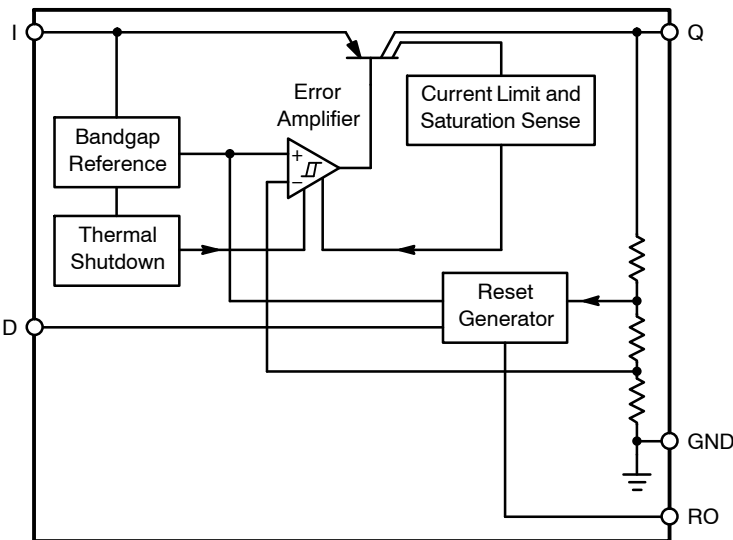 I
Q
Error
Amplifier
Current Limit and
Saturation Sense
Bandgap
Reference
+
−
Thermal
Shutdown
Reset
Generator
D
GND
RO